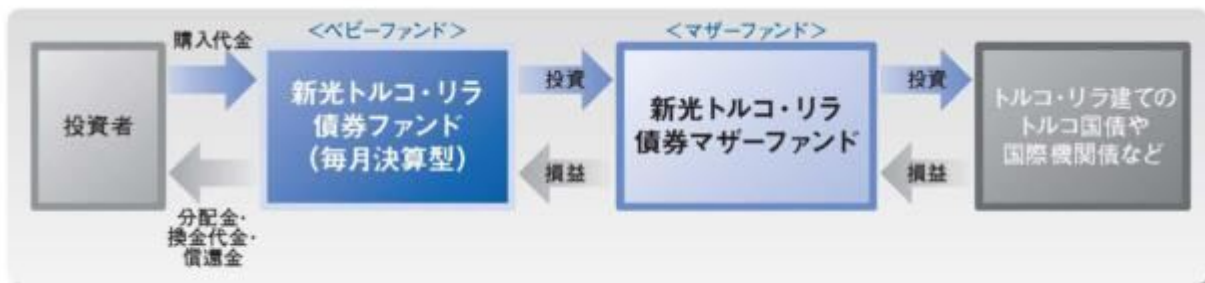 購入代金
<ベビーファンド>
<マザーファンド>
投資者
新光トルコ・リラ
債券ファンド
(毎月決算型)
投資
損益
新光トルコ・リラ
債券マザーファンド
投資
損益
トルコ・リラ建ての
トルコ国債や
国際機関債など
分配金・
換金代金・
償還金